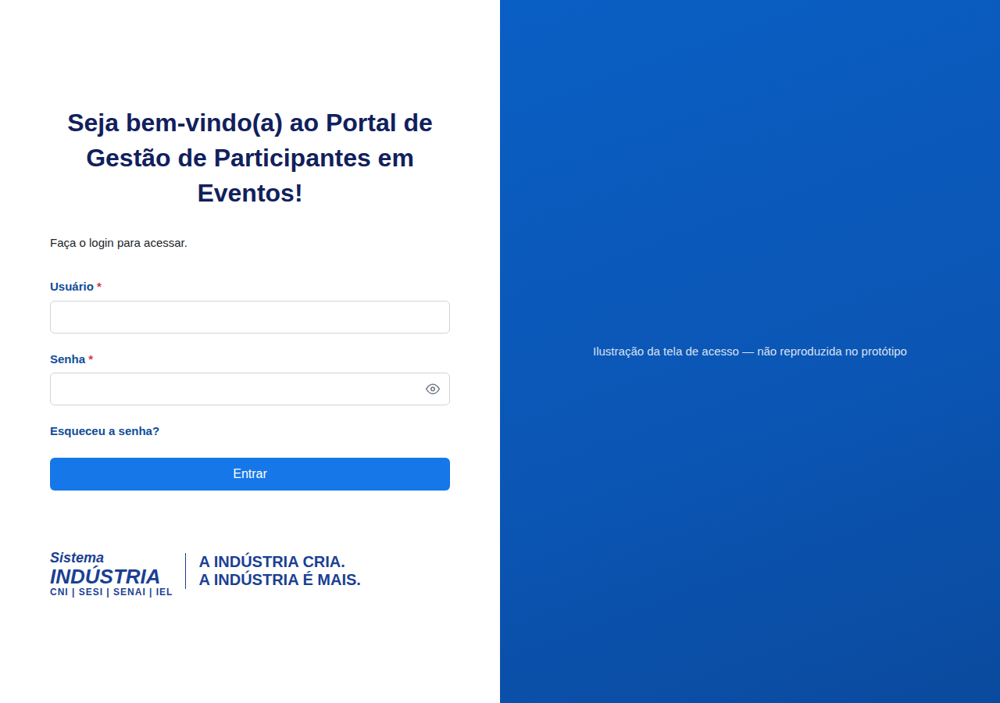 Seja bem-vindo(a) ao Portal de
Gestão de Participantes em
Eventos!
Faça o login para acessar.
Usuário *
Senha *
Esqueceu a senha?
Entrar
Sistema
INDÚSTRIA
CNI | SESI | SENAI | IEL
A INDÚSTRIA CRIA.
A INDÚSTRIA É MAIS.
Ilustração da tela de acesso — não reproduzida no protótipo